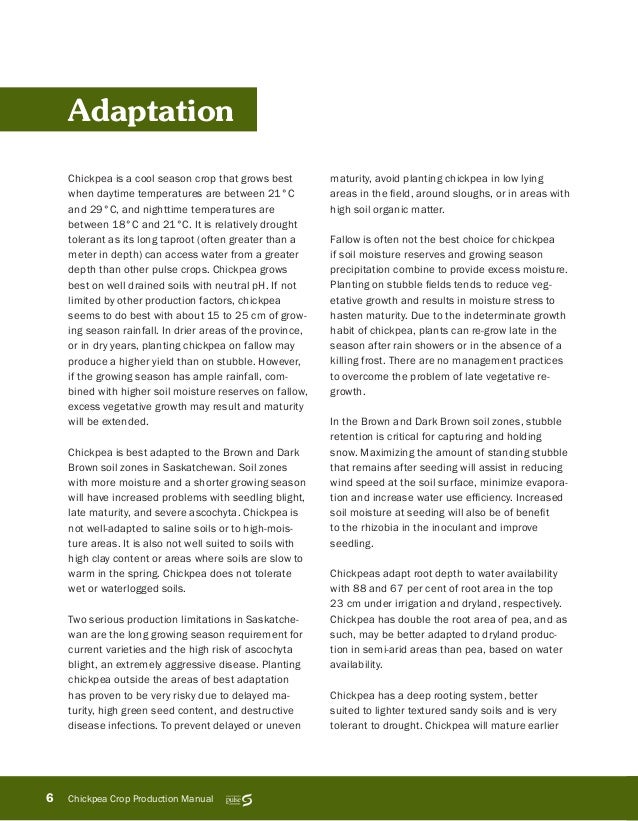 Adaptation
Chickpea is a cool season crop that grows best
when daytime temperatures are between 21°C
and 29°C, and nighttime temperatures are
between 18°C and 21°C. It is relatively drought
tolerant as its long taproot (often greater than a
meter in depth) can access water from a greater
depth than other pulse crops. Chickpea grows
best on well drained soils with neutral pH. If not
limited by other production factors, chickpea
seems to do best with about 15 to 25 cm of grow-
ing season rainfall. In drier areas of the province,
or in dry years, planting chickpea on fallow may
produce a higher yield than on stubble. However,
if the growing season has ample rainfall, com-
bined with higher soil moisture reserves on fallow,
excess vegetative growth may result and maturity
will be extended.
Chickpea is best adapted to the Brown and Dark
Brown soil zones in Saskatchewan. Soil zones
with more moisture and a shorter growing season
will have increased problems with seedling blight,
late maturity, and severe ascochyta. Chickpea is
not well-adapted to saline soils or to high-mois-
ture areas. It is also not well suited to soils with
high clay content or areas where soils are slow to
warm in the spring. Chickpea does not tolerate
wet or waterlogged soils.
Two serious production limitations in Saskatche-
wan are the long growing season requirement for
current varieties and the high risk of ascochyta
blight, an extremely aggressive disease. Planting
chickpea outside the areas of best adaptation
has proven to be very risky due to delayed ma-
turity, high green seed content, and destructive
disease infections. To prevent delayed or uneven
maturity, avoid planting chickpea in low lying
areas in the field, around sloughs, or in areas with
high soil organic matter.
Fallow is often not the best choice for chickpea
if soil moisture reserves and growing season
precipitation combine to provide excess moisture.
Planting on stubble fields tends to reduce veg-
etative growth and results in moisture stress to
hasten maturity. Due to the indeterminate growth
habit of chickpea, plants can re-grow late in the
season after rain showers or in the absence of a
killing frost. There are no management practices
to overcome the problem of late vegetative re-
growth.
In the Brown and Dark Brown soil zones, stubble
retention is critical for capturing and holding
snow. Maximizing the amount of standing stubble
that remains after seeding will assist in reducing
wind speed at the soil surface, minimize evapora-
tion and increase water use efficiency. Increased
soil moisture at seeding will also be of benefit
to the rhizobia in the inoculant and improve
seedling.
Chickpeas adapt root depth to water availability
with 88 and 67 per cent of root area in the top
23 cm under irrigation and dryland, respectively.
Chickpea has double the root area of pea, and as
such, may be better adapted to dryland produc-
tion in semi-arid areas than pea, based on water
availability.
Chickpea has a deep rooting system, better
suited to lighter textured sandy soils and is very
tolerant to drought. Chickpea will mature earlier
6 Chickpea Crop Production Manual
pulse